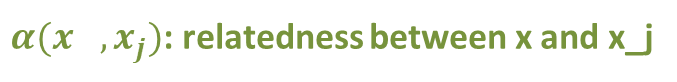 α(x , x_j): relatedness between x and x_j